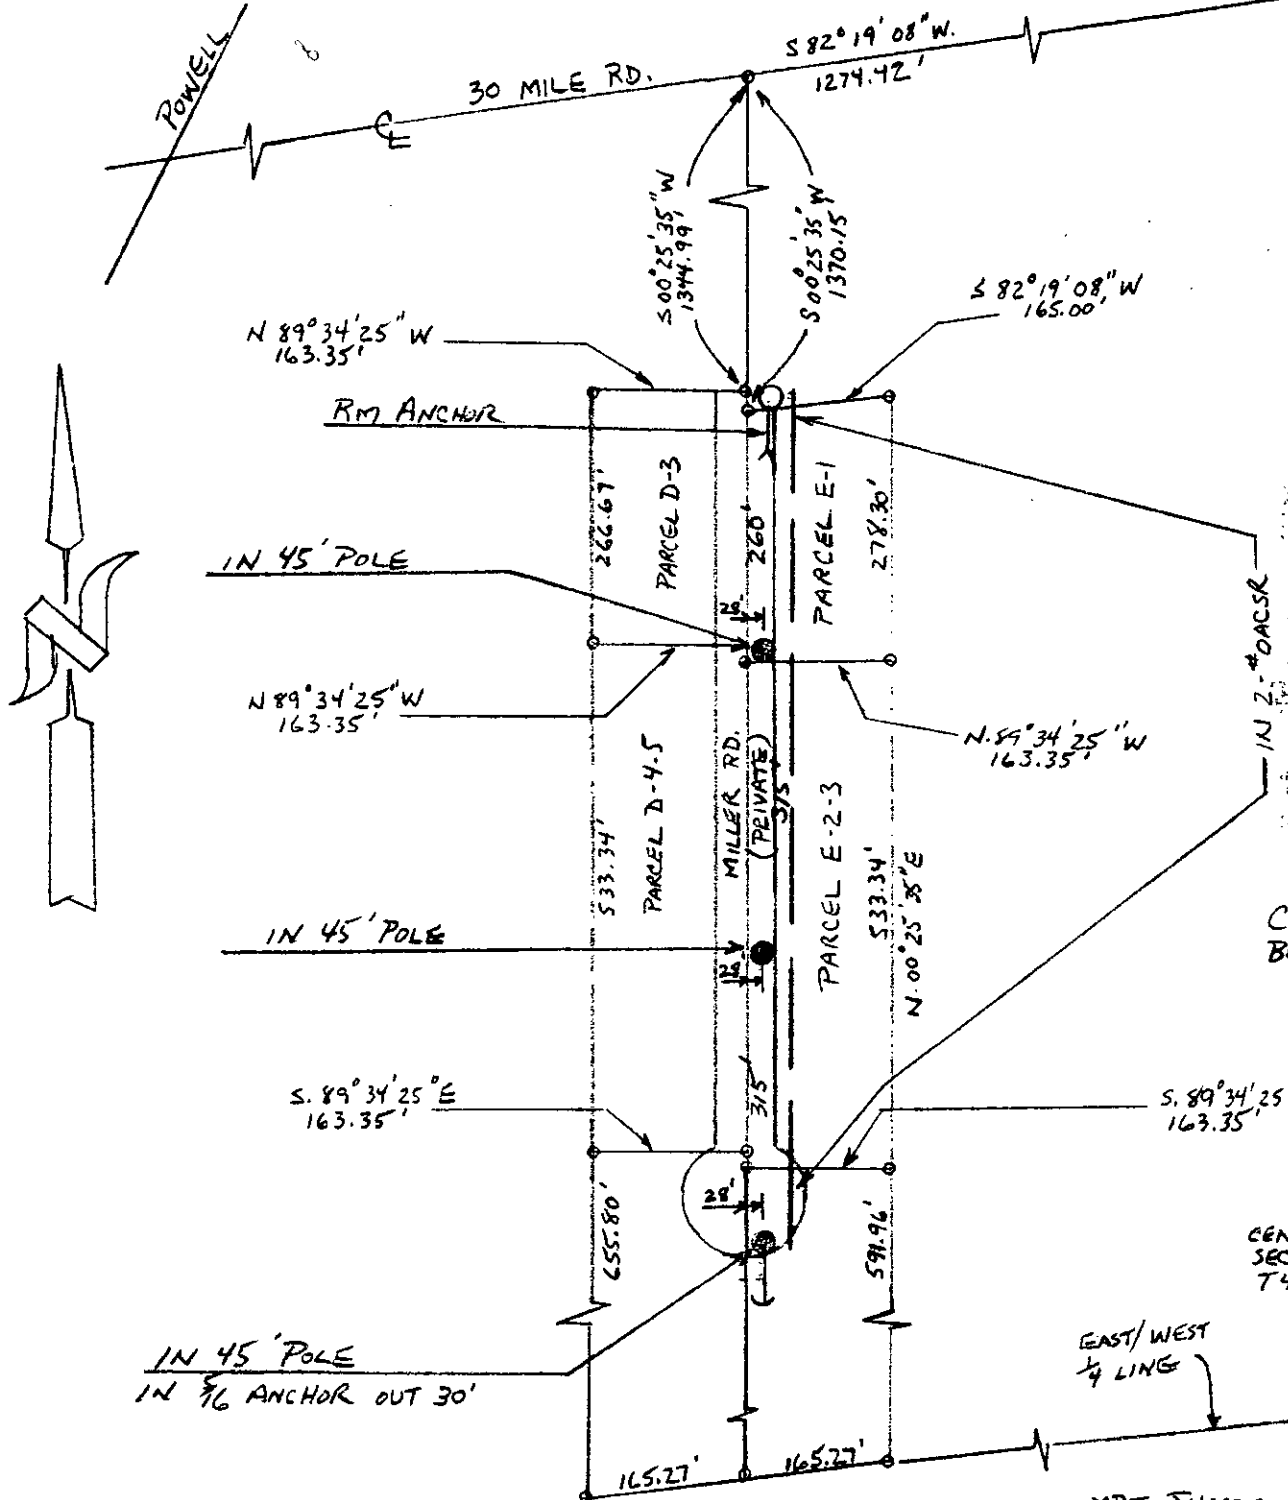 POWELL
30 MILE RD.
S 82° 19' 08" W.
1274.42'
S 00° 25' 35" W
1344.99'
S 00° 25' 35" W
1370.15'
S 82° 19' 08" W
165.00'
N 89° 34' 25" W
163.35'
RM ANCHOR
266.67'
PARCEL D-3
260'
PARCEL E-1
278.30'
IN 45' POLE
28'
N 89° 34' 25" W
163.35'
N. 89° 34' 25" W
163.35'
IN 2-#0ACSR
533.34'
PARCEL D-4-5
MILLER RD.
(PRIVATE)
315'
PARCEL E-2-3
533.34'
N. 00° 25' 35" E
IN 45' POLE
28'
S. 89° 34' 25" E
163.35'
315
S. 89° 34' 25
163.35'
28'
655.80'
591.96'
CEN
SEC
T4
IN 45' POLE
IN 5/16 ANCHOR OUT 30'
EAST/WEST
1/4 LINE
165.27'
165.27'